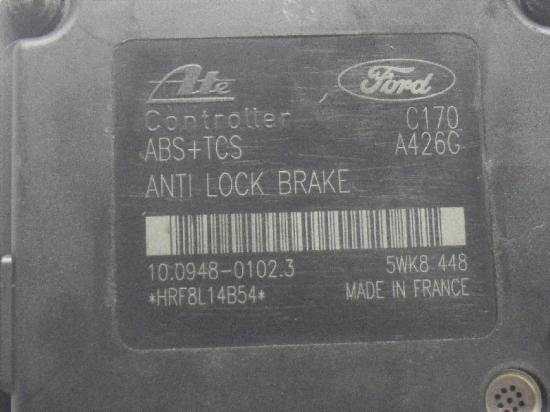 Ate Ford
Controller C170
ABS+TCS A426G
ANTI LOCK BRAKE
10.0948-0102.3 5WK8 448
*HRF8L14B54* MADE IN FRANCE